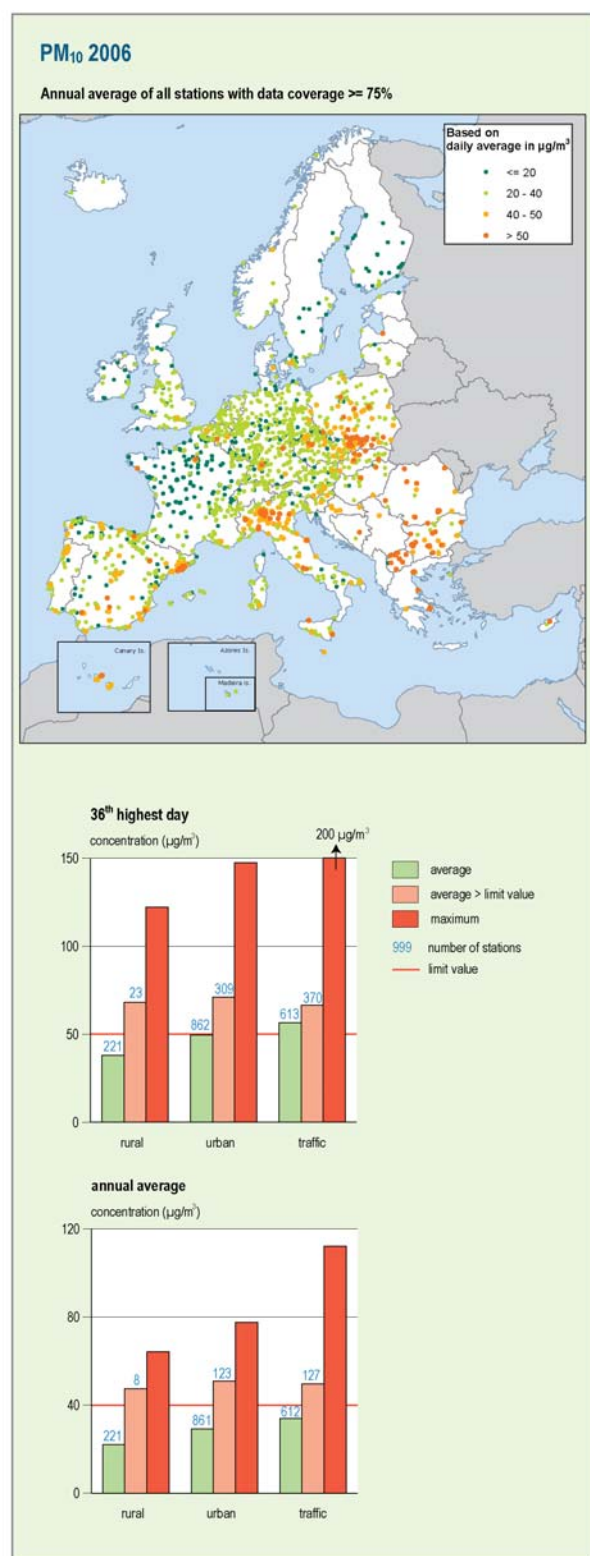 PM₁₀ 2006
Annual average of all stations with data coverage >= 75%
Based on
daily average in µg/m³
<= 20
20 - 40
40 - 50
> 50
Canary Is.
Azores Is.
Madeira is.
36th highest day
concentration (µg/m³)
200 µg/m³
150
100
50
0
221
23
862
309
613
370
rural
urban
traffic
average
average > limit value
maximum
999 number of stations
limit value
annual average
concentration (µg/m³)
120
80
40
0
221
8
861
123
612
127
rural
urban
traffic